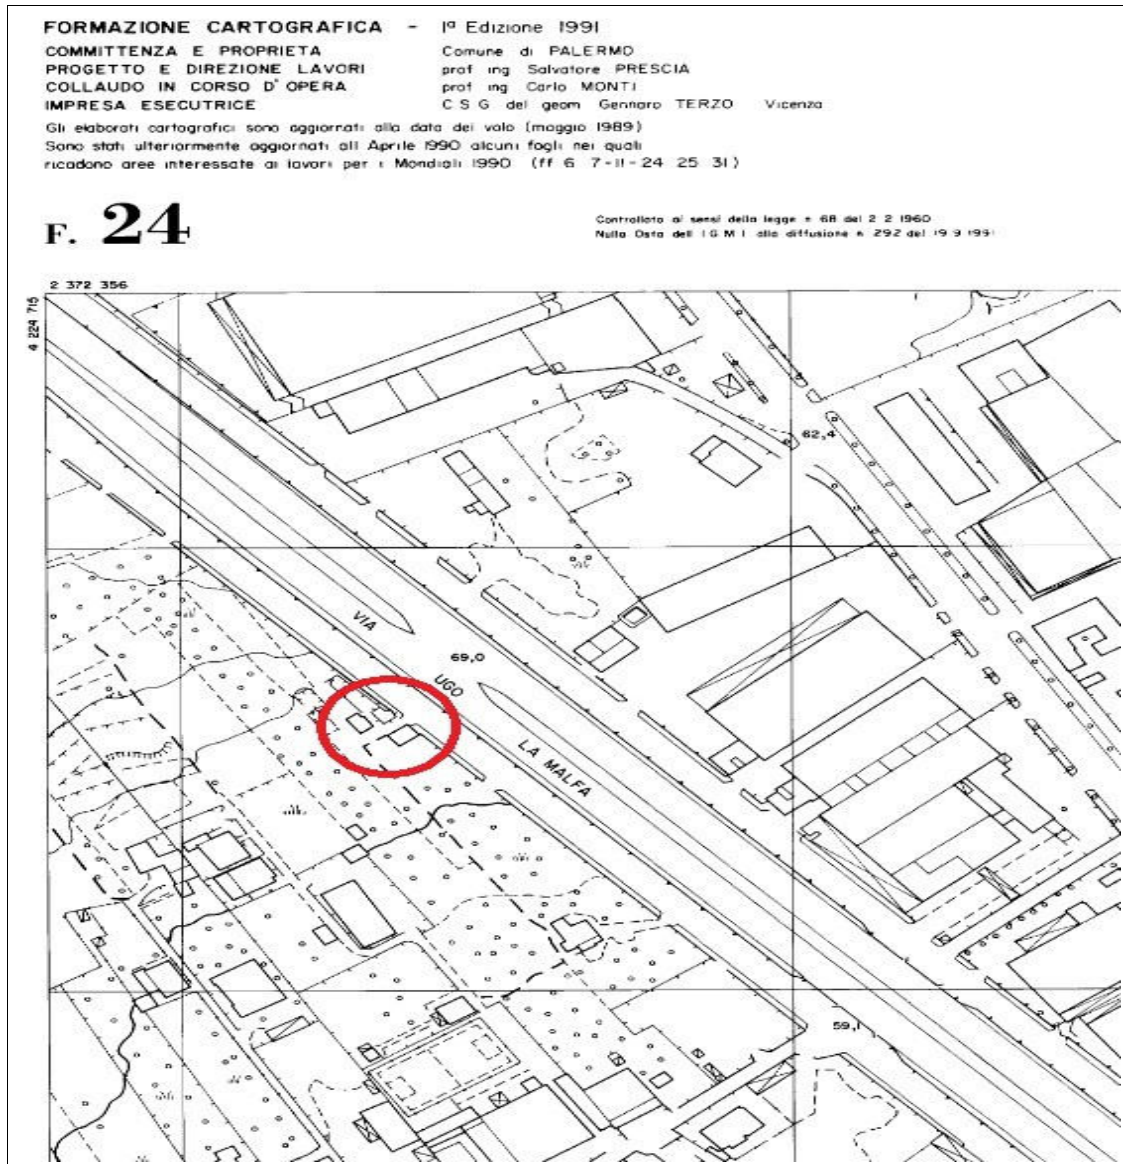 FORMAZIONE CARTOGRAFICA - 1ª Edizione 1991
COMMITTENZA E PROPRIETA Comune di PALERMO
PROGETTO E DIREZIONE LAVORI prof ing Salvatore PRESCIA
COLLAUDO IN CORSO D'OPERA prof ing Carlo MONTI
IMPRESA ESECUTRICE C S G del geom Gennaro TERZO Vicenza
Gli elaborati cartografici sono aggiornati alla data del volo (maggio 1989)
Sono stati ulteriormente aggiornati all Aprile 1990 alcuni fogli nei quali
ricadono aree interessate ai lavori per i Mondiali 1990 (ff 6 7-11-24 25 31)
F. 24
Controllato ai sensi della legge n 68 del 2 2 1960
Nulla Osta dell I G M I alla diffusione n 292 del 19 9 1991
2 372 356
4 224 715
62,4
VIA
69,0
UGO
LA MALFA
59,1